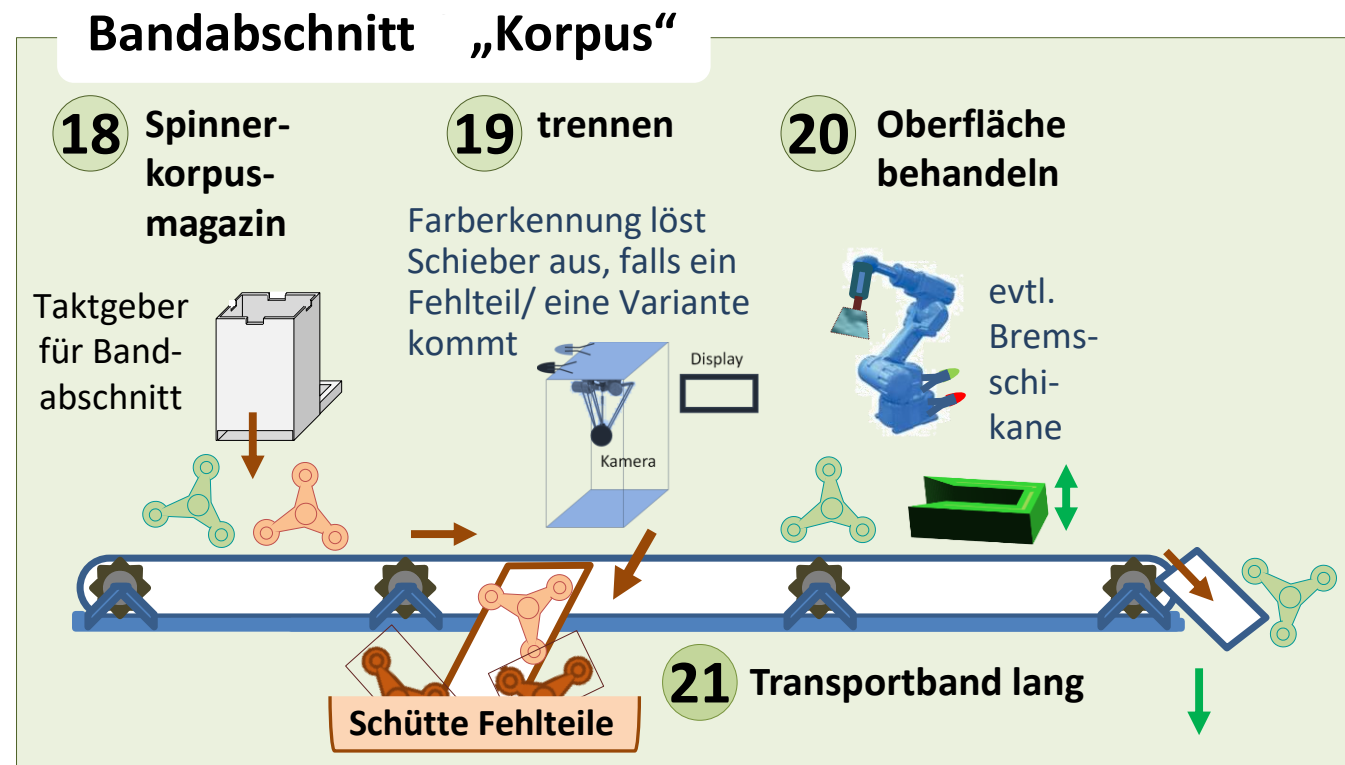 Bandabschnitt „Korpus“
18 Spinner-
korpus-
magazin
Taktgeber
für Band-
abschnitt
19 trennen
Farberkennung löst
Schieber aus, falls ein
Fehlteil/ eine Variante
kommt
Display
Kamera
20 Oberfläche
behandeln
evtl.
Brems-
schi-
kane
21 Transportband lang
Schütte Fehlteile